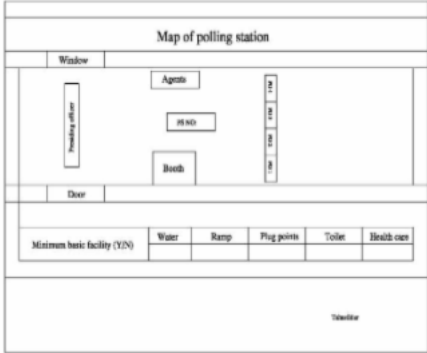 Map of polling station
Window
Agents
Presiding officer
Booth
Door
Minimum basic facility (Y/N)
Water
Ramp
Plug points
Toilet
Health care